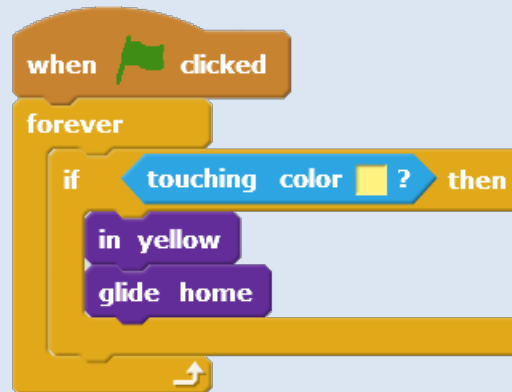 when clicked
forever
if touching color ? then
in yellow
glide home